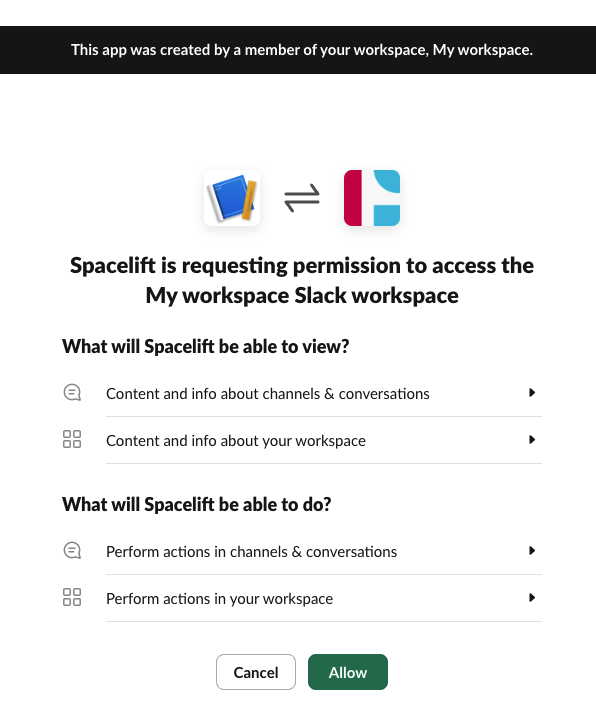 This app was created by a member of your workspace, My workspace.
Spacelift is requesting permission to access the
My workspace Slack workspace
What will Spacelift be able to view?
Content and info about channels & conversations
Content and info about your workspace
What will Spacelift be able to do?
Perform actions in channels & conversations
Perform actions in your workspace
Cancel
Allow